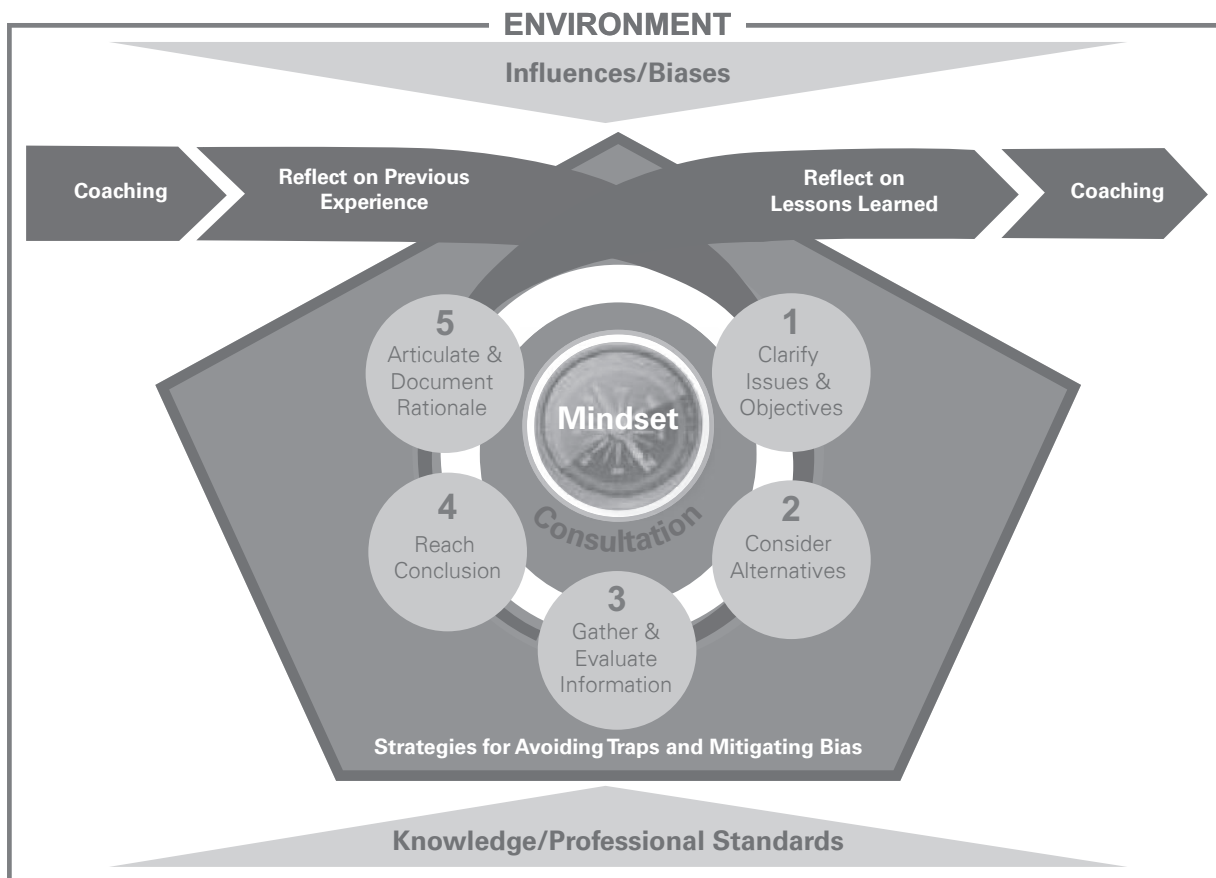 ENVIRONMENT
Influences/Biases
Coaching
Reflect on Previous
Experience
Reflect on
Lessons Learned
Coaching
5
Articulate &
Document
Rationale
1
Clarify
Issues &
Objectives
Mindset
Consultation
4
Reach
Conclusion
2
Consider
Alternatives
3
Gather &
Evaluate
Information
Strategies for Avoiding Traps and Mitigating Bias
Knowledge/Professional Standards